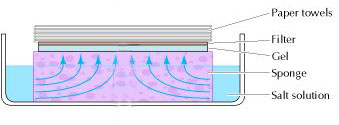 Paper towels
Filter
Gel
Sponge
Salt solution